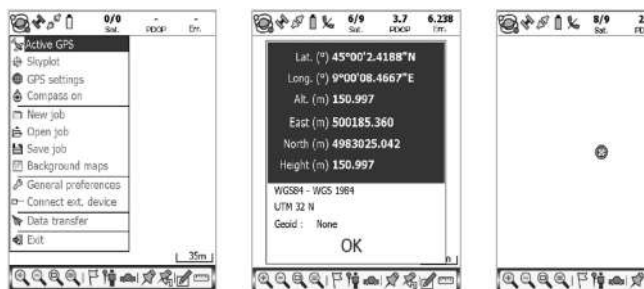 0/0 - -
Sat. PDOP Err.
Active GPS
Skyplot
GPS settings
Compass on
New job
Open job
Save job
Background maps
General preferences
Connect ext. device
Data transfer
Exit
35m
6/9 3.7 6.238
Sat. PDOP Err.
Lat. (°) 45°00'2.4188"N
Long. (°) 9°00'08.4667"E
Alt. (m) 150.997
East (m) 500185.360
North (m) 4983025.042
Height (m) 150.997
WGS84 - WGS 1984
UTM 32 N
Geoid : None
OK
8/9
Sat.